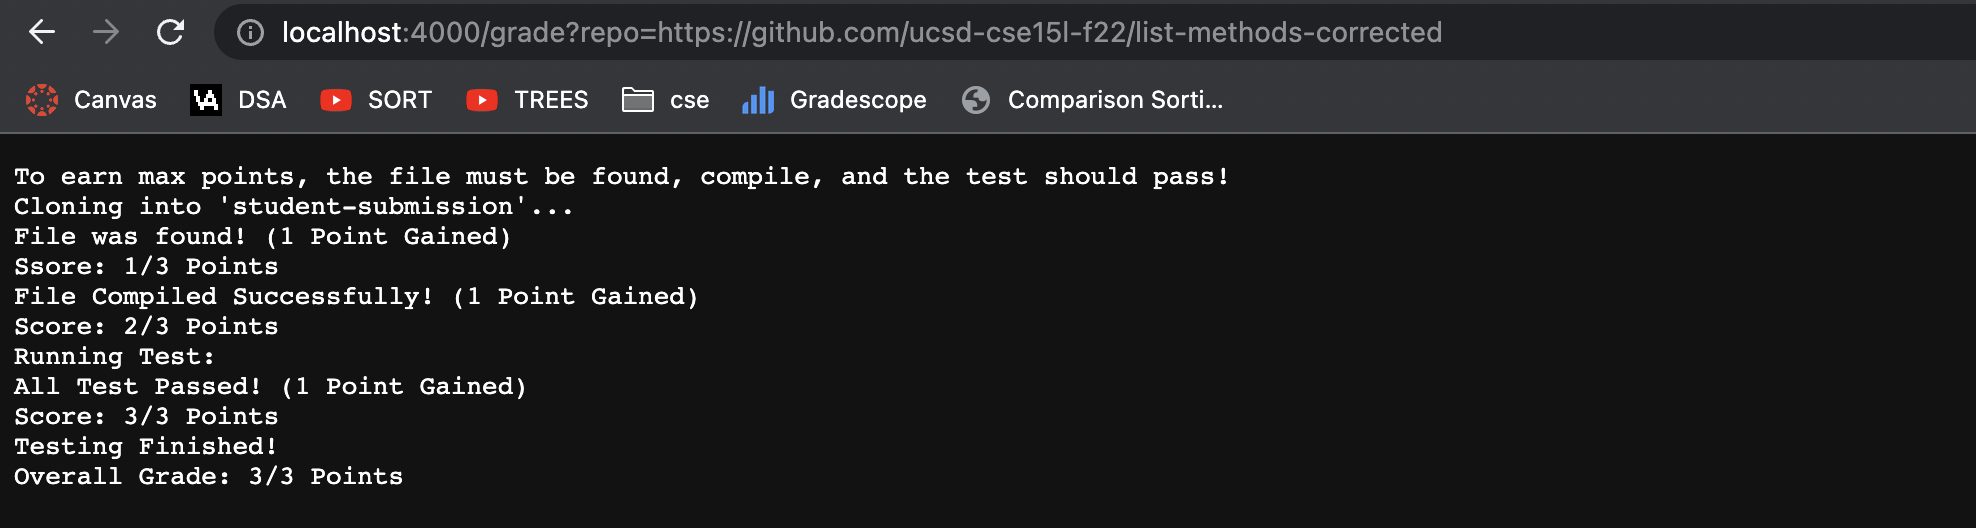 localhost:4000/grade?repo=https://github.com/ucsd-cse15l-f22/list-methods-corrected
Canvas DSA SORT TREES cse Gradescope Comparison Sorti...
To earn max points, the file must be found, compile, and the test should pass!
Cloning into 'student-submission'...
File was found! (1 Point Gained)
Ssore: 1/3 Points
File Compiled Successfully! (1 Point Gained)
Score: 2/3 Points
Running Test:
All Test Passed! (1 Point Gained)
Score: 3/3 Points
Testing Finished!
Overall Grade: 3/3 Points